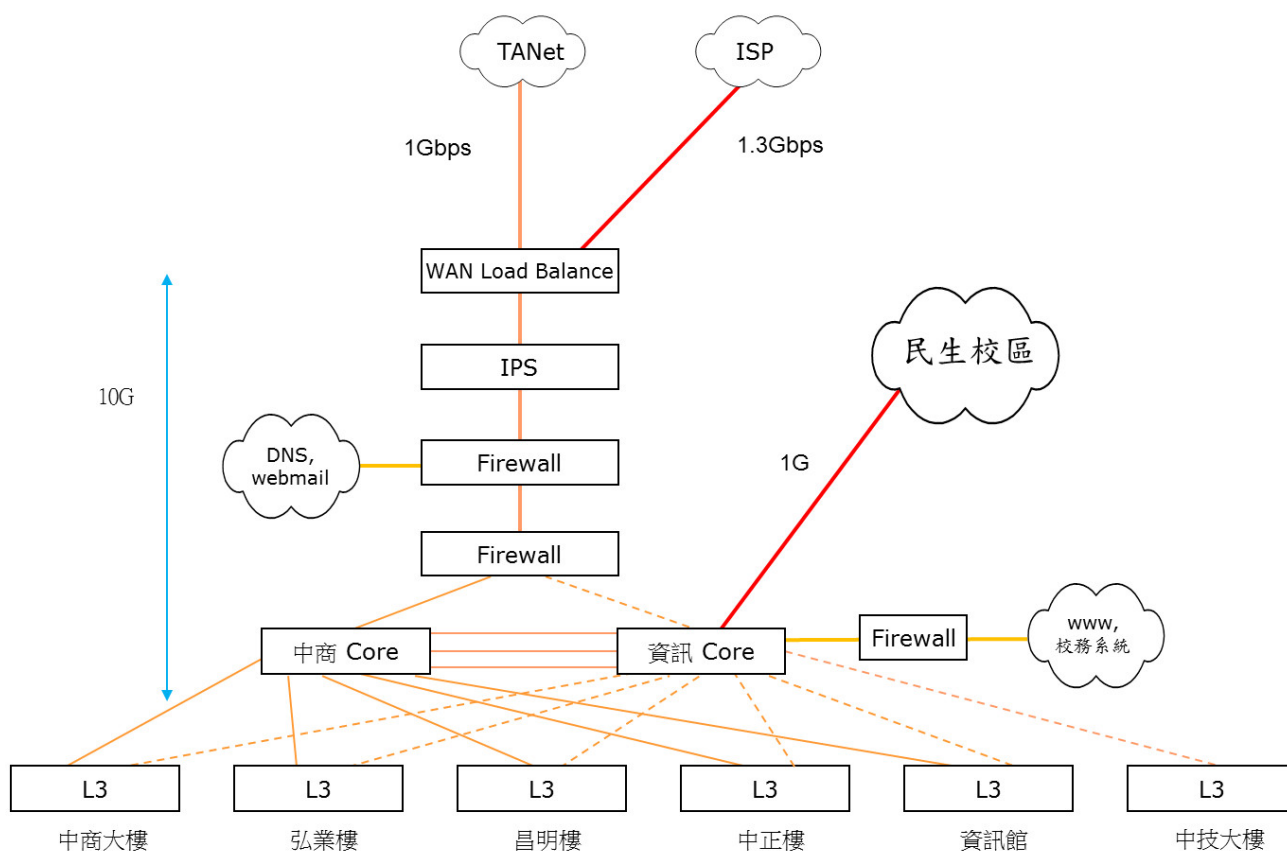 TANet
ISP
1Gbps
1.3Gbps
WAN Load Balance
IPS
民生校區
10G
DNS,
webmail
Firewall
1G
Firewall
中商 Core
資訊 Core
Firewall
www,
校務系統
L3
L3
L3
L3
L3
L3
中商大樓
弘業樓
昌明樓
中正樓
資訊館
中技大樓